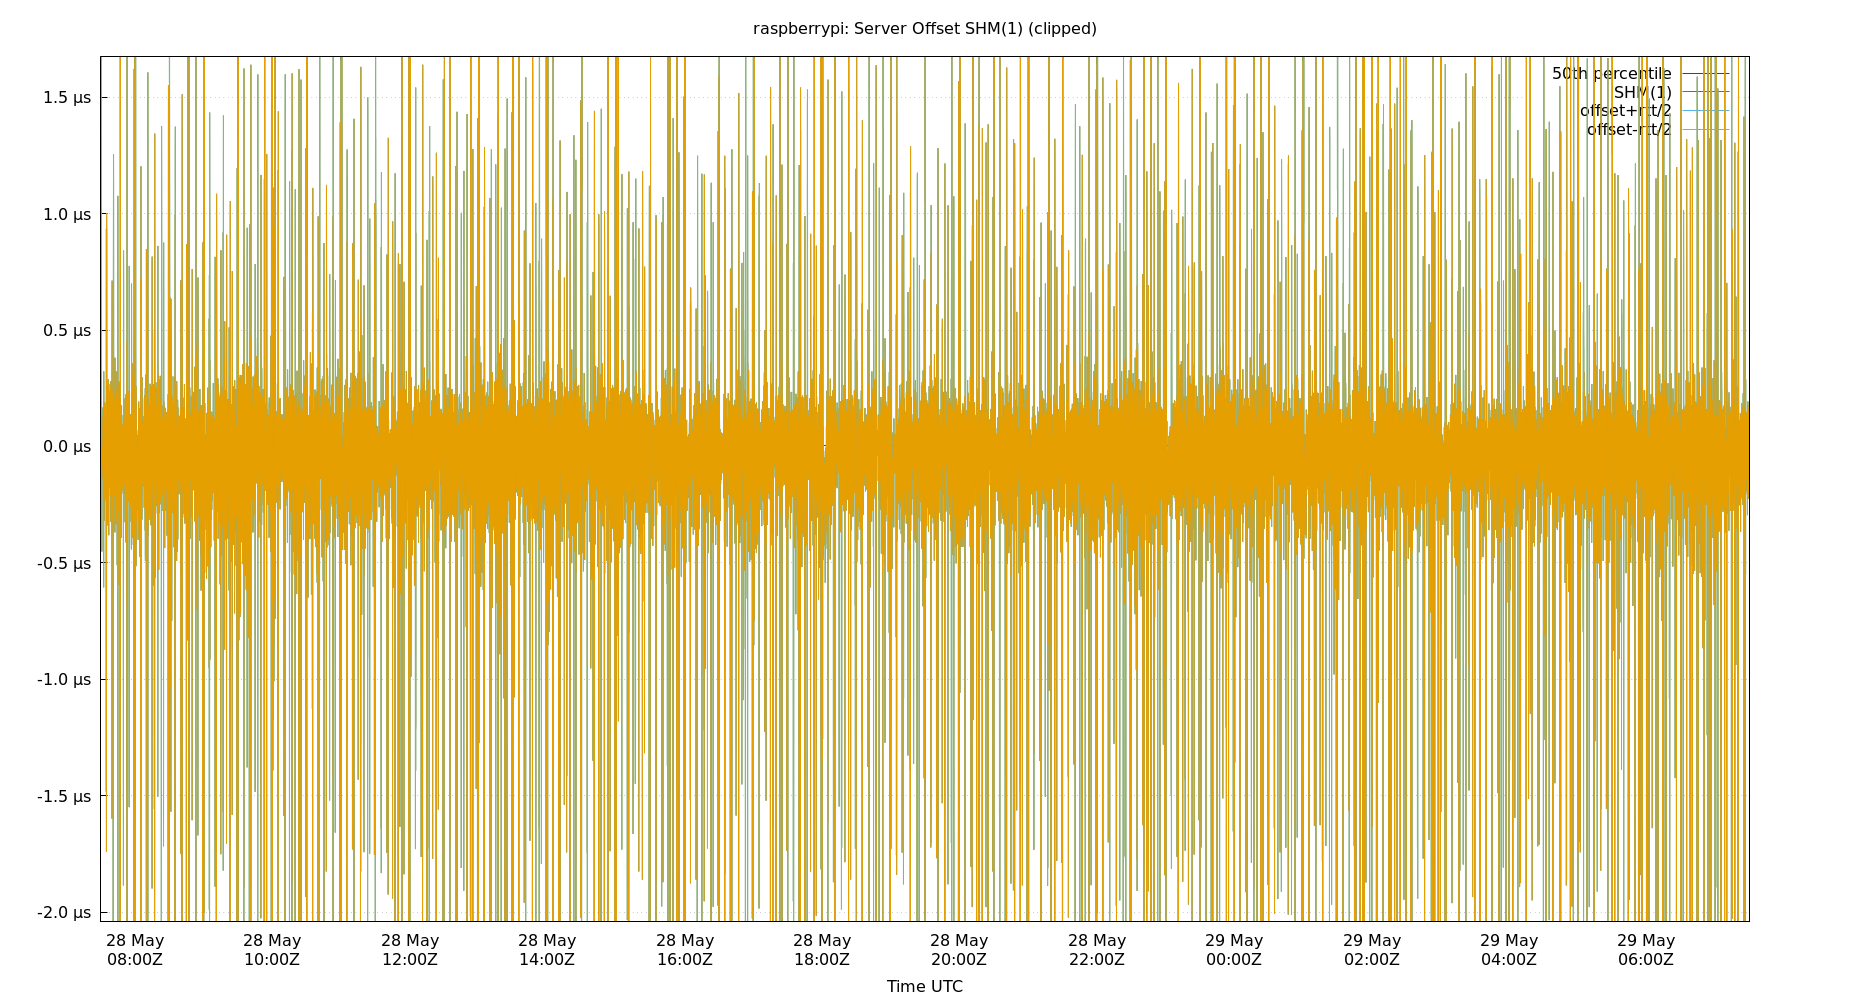 raspberrypi: Server Offset SHM(1) (clipped)
50th percentile
SHM(1)
offset+rtt/2
offset-rtt/2
1.5 µs
1.0 µs
0.5 µs
0.0 µs
-0.5 µs
-1.0 µs
-1.5 µs
-2.0 µs
28 May 28 May 28 May 28 May 28 May 28 May 28 May 28 May 29 May 29 May 29 May 29 May
08:00Z 10:00Z 12:00Z 14:00Z 16:00Z 18:00Z 20:00Z 22:00Z 00:00Z 02:00Z 04:00Z 06:00Z
Time UTC